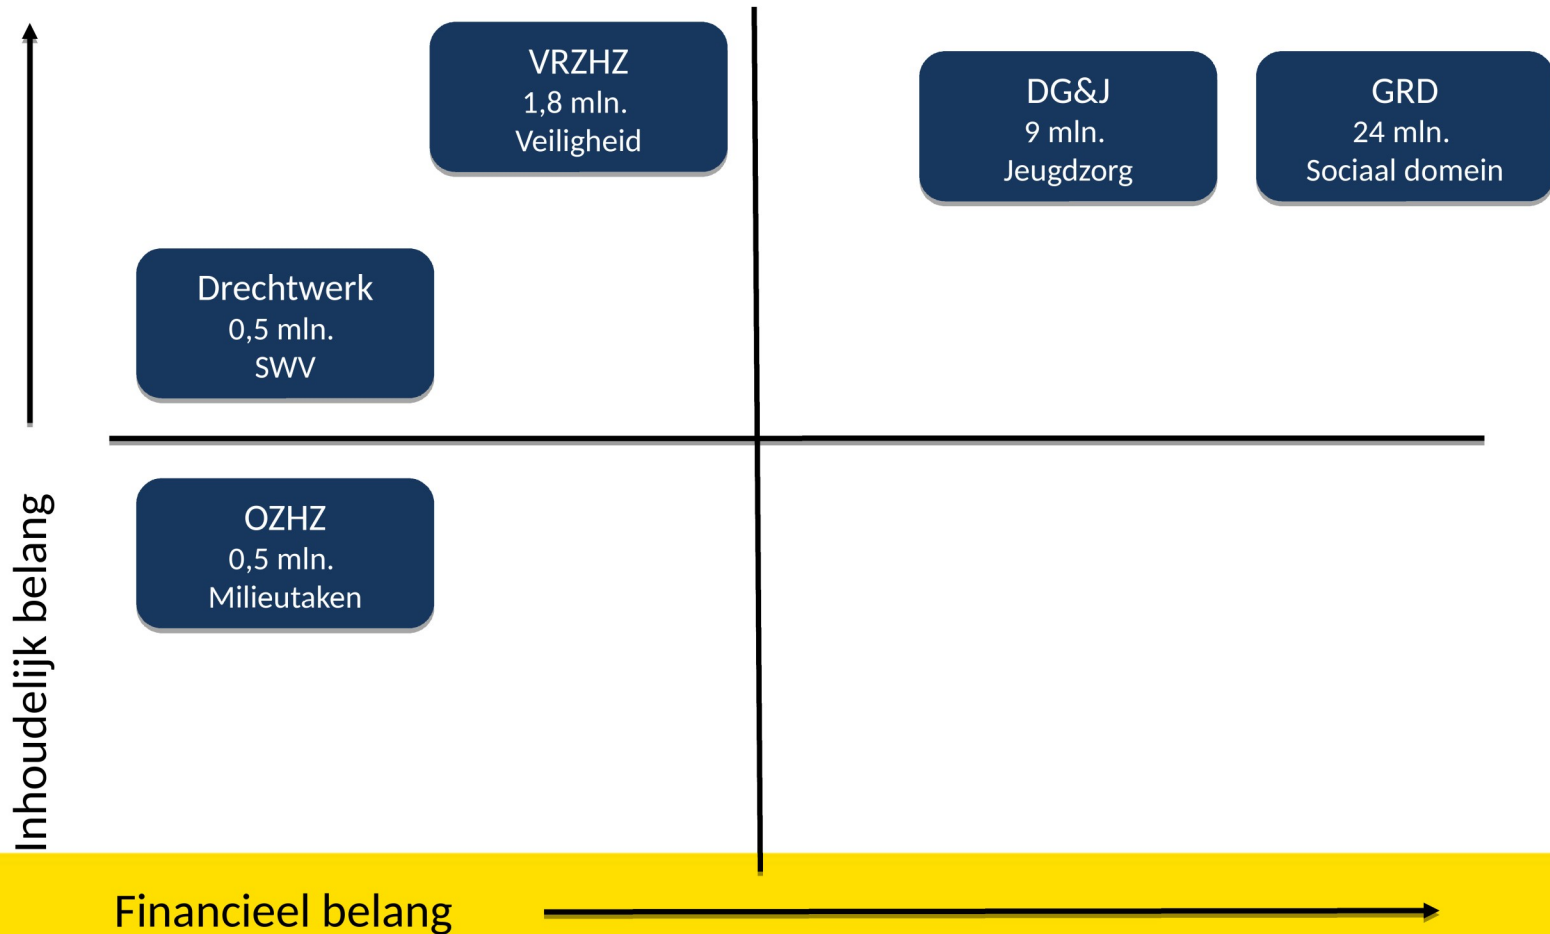 VRZHZ
1,8 mln.
Veiligheid
DG&J
9 mln.
Jeugdzorg
GRD
24 mln.
Sociaal domein
Drechtwerk
0,5 mln.
SWV
OZHZ
0,5 mln.
Milieutaken
Inhoudelijk belang
Financieel belang